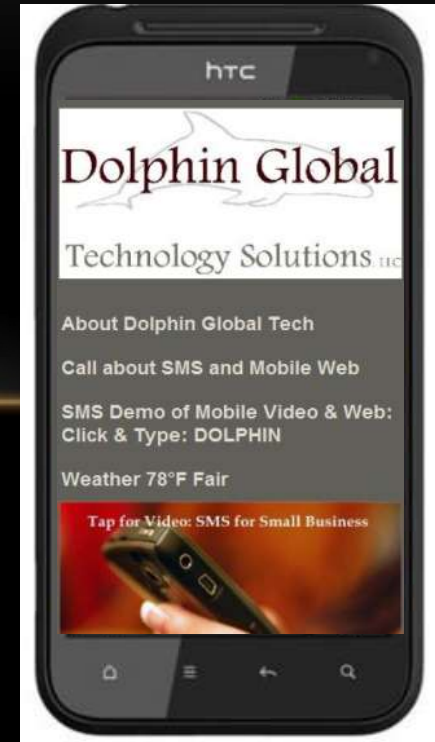 hTC
Dolphin Global
Technology Solutions, LLC
About Dolphin Global Tech
Call about SMS and Mobile Web
SMS Demo of Mobile Video & Web:
Click & Type: DOLPHIN
Weather 78°F Fair
Tap for Video: SMS for Small Business